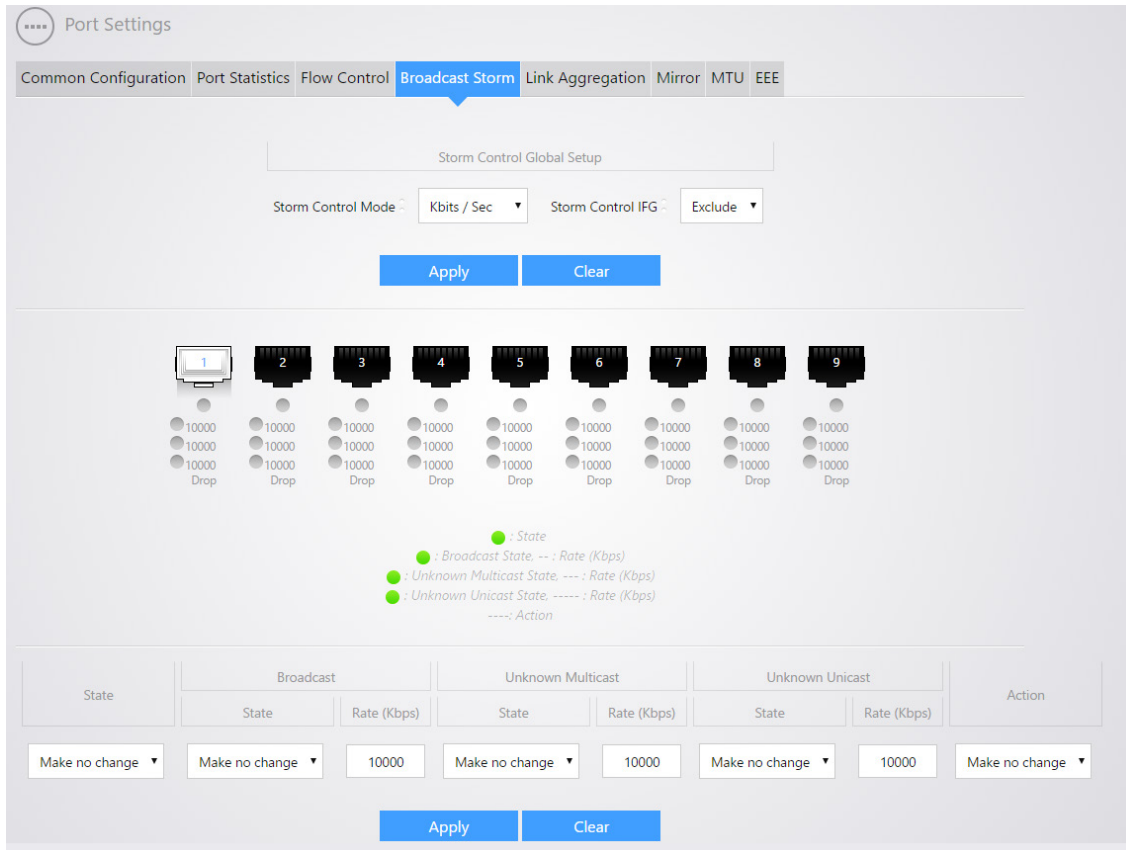 Port Settings
Common Configuration Port Statistics Flow Control Broadcast Storm Link Aggregation Mirror MTU EEE
Storm Control Global Setup
Storm Control Mode : Kbits / Sec Storm Control IFG : Exclude
Apply Clear
1 2 3 4 5 6 7 8 9
10000 10000 10000 10000 10000 10000 10000 10000 10000
10000 10000 10000 10000 10000 10000 10000 10000 10000
10000 10000 10000 10000 10000 10000 10000 10000 10000
Drop Drop Drop Drop Drop Drop Drop Drop Drop
: State
: Broadcast State, -- : Rate (Kbps)
: Unknown Multicast State, --- : Rate (Kbps)
: Unknown Unicast State, ----- : Rate (Kbps)
----: Action
State Broadcast Unknown Multicast Unknown Unicast Action
State Rate (Kbps) State Rate (Kbps) State Rate (Kbps)
Make no change Make no change 10000 Make no change 10000 Make no change 10000 Make no change
Apply Clear